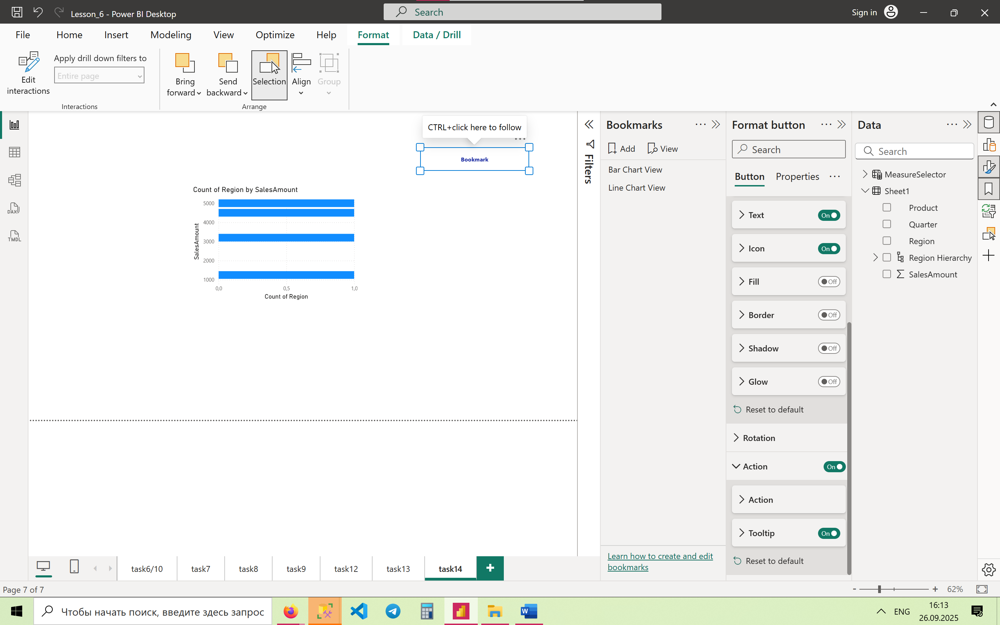 Lesson_6 - Power BI Desktop
Search
Sign in
File
Home
Insert
Modeling
View
Optimize
Help
Format
Data / Drill
Edit
interactions
Apply drill down filters to
Entire page
Interactions
Bring
forward
Send
backward
Selection
Align
Group
Arrange
DAX
TMDL
CTRL+click here to follow
Bookmark
Count of Region by SalesAmount
SalesAmount
5000
4000
3000
2000
1000
0,0
0,5
1,0
Count of Region
Filters
Bookmarks
Add
View
Bar Chart View
Line Chart View
Learn how to create and edit
bookmarks
Format button
Search
Button
Properties
Text
On
Icon
On
Fill
Off
Border
Off
Shadow
Off
Glow
Off
Reset to default
Rotation
Action
On
Action
Tooltip
On
Reset to default
Data
Search
MeasureSelector
Sheet1
Product
Quarter
Region
Region Hierarchy
SalesAmount
task6/10
task7
task8
task9
task12
task13
task14
Page 7 of 7
62%
Чтобы начать поиск, введите здесь запрос
ENG
16:13
26.09.2025